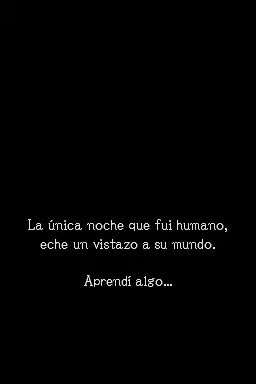 La única noche que fui humano,
eche un vistazo a su mundo.
Aprendí algo...